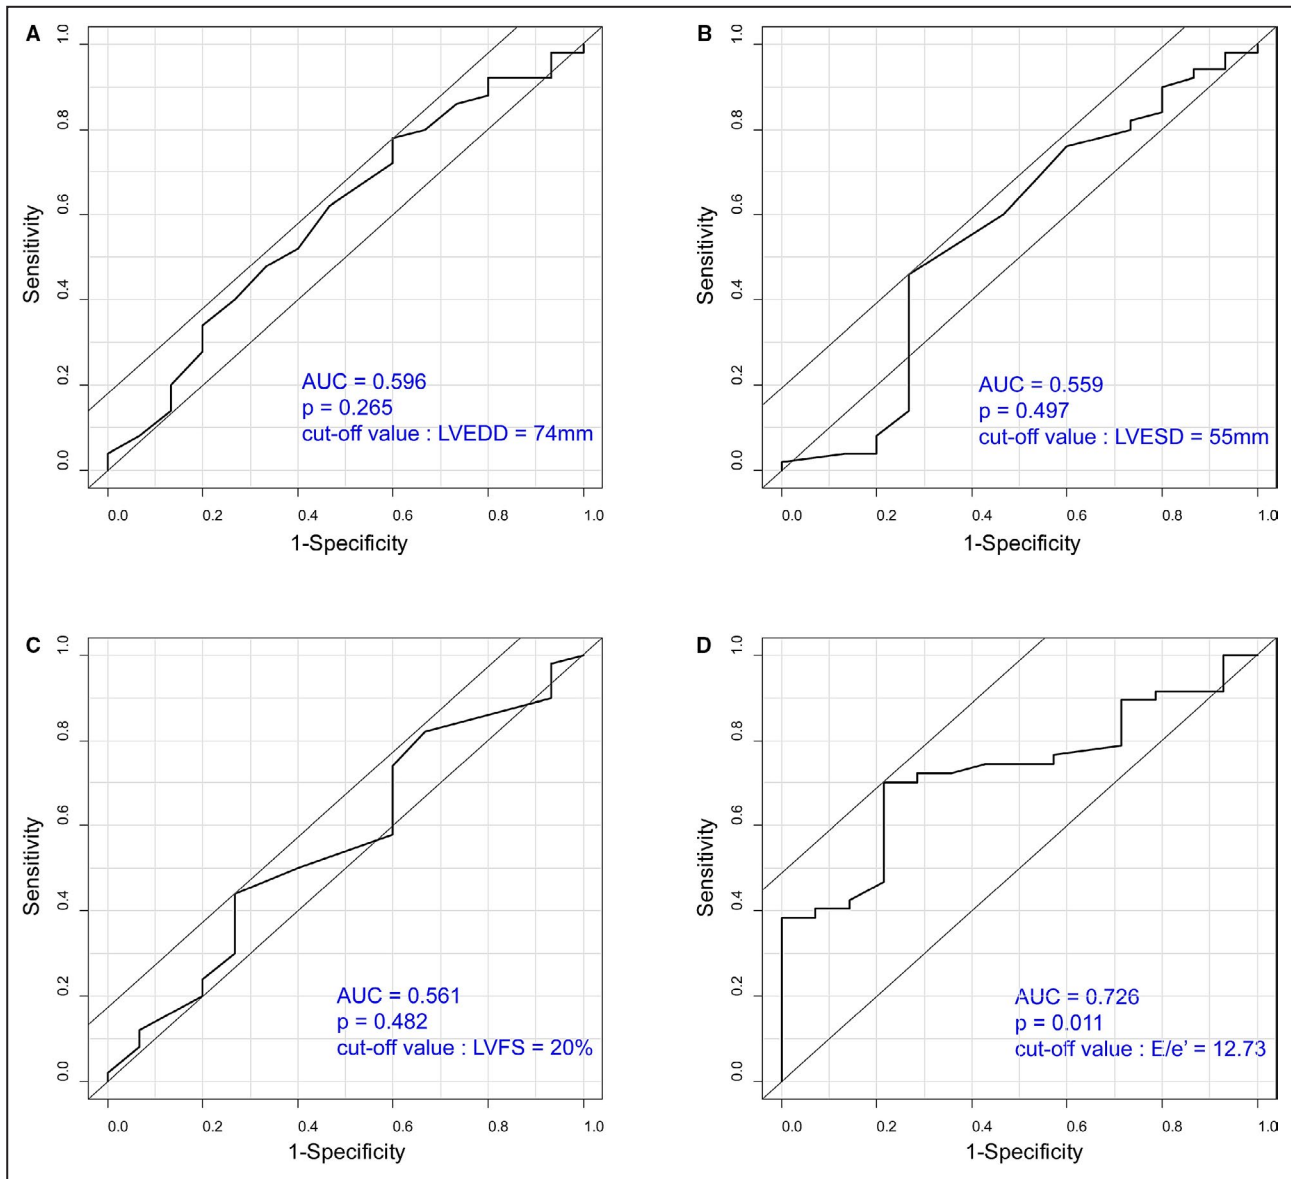 A
1.0
0.8
0.6
0.4
0.2
0.0
Sensitivity
AUC = 0.596
p = 0.265
cut-off value : LVEDD = 74mm
0.0 0.2 0.4 0.6 0.8 1.0
1-Specificity
B
1.0
0.8
0.6
0.4
0.2
0.0
Sensitivity
AUC = 0.559
p = 0.497
cut-off value : LVESD = 55mm
0.0 0.2 0.4 0.6 0.8 1.0
1-Specificity
C
1.0
0.8
0.6
0.4
0.2
0.0
Sensitivity
AUC = 0.561
p = 0.482
cut-off value : LVFS = 20%
0.0 0.2 0.4 0.6 0.8 1.0
1-Specificity
D
1.0
0.8
0.6
0.4
0.2
0.0
Sensitivity
AUC = 0.726
p = 0.011
cut-off value : E/e’ = 12.73
0.0 0.2 0.4 0.6 0.8 1.0
1-Specificity